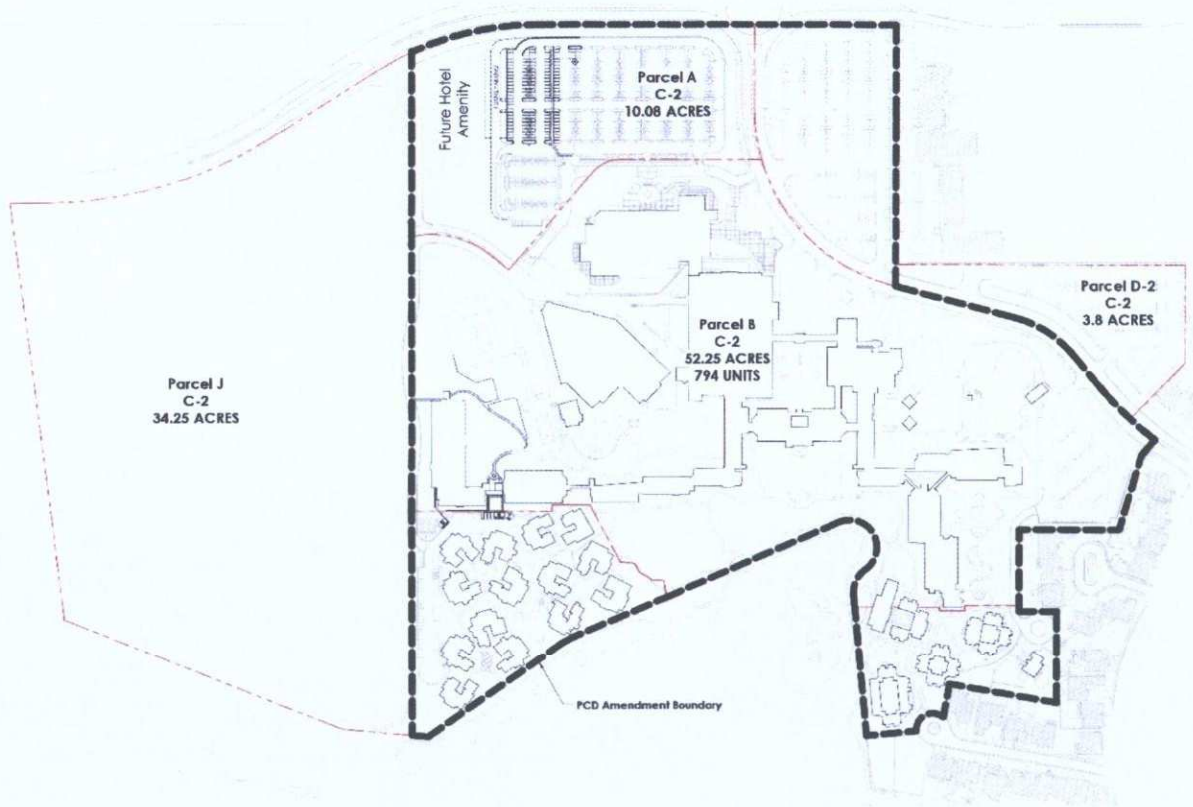 Future Hotel
Amenity
Parcel A
C-2
10.08 ACRES
Parcel D-2
C-2
3.8 ACRES
Parcel B
C-2
52.25 ACRES
794 UNITS
Parcel J
C-2
34.25 ACRES
PCD Amendment Boundary